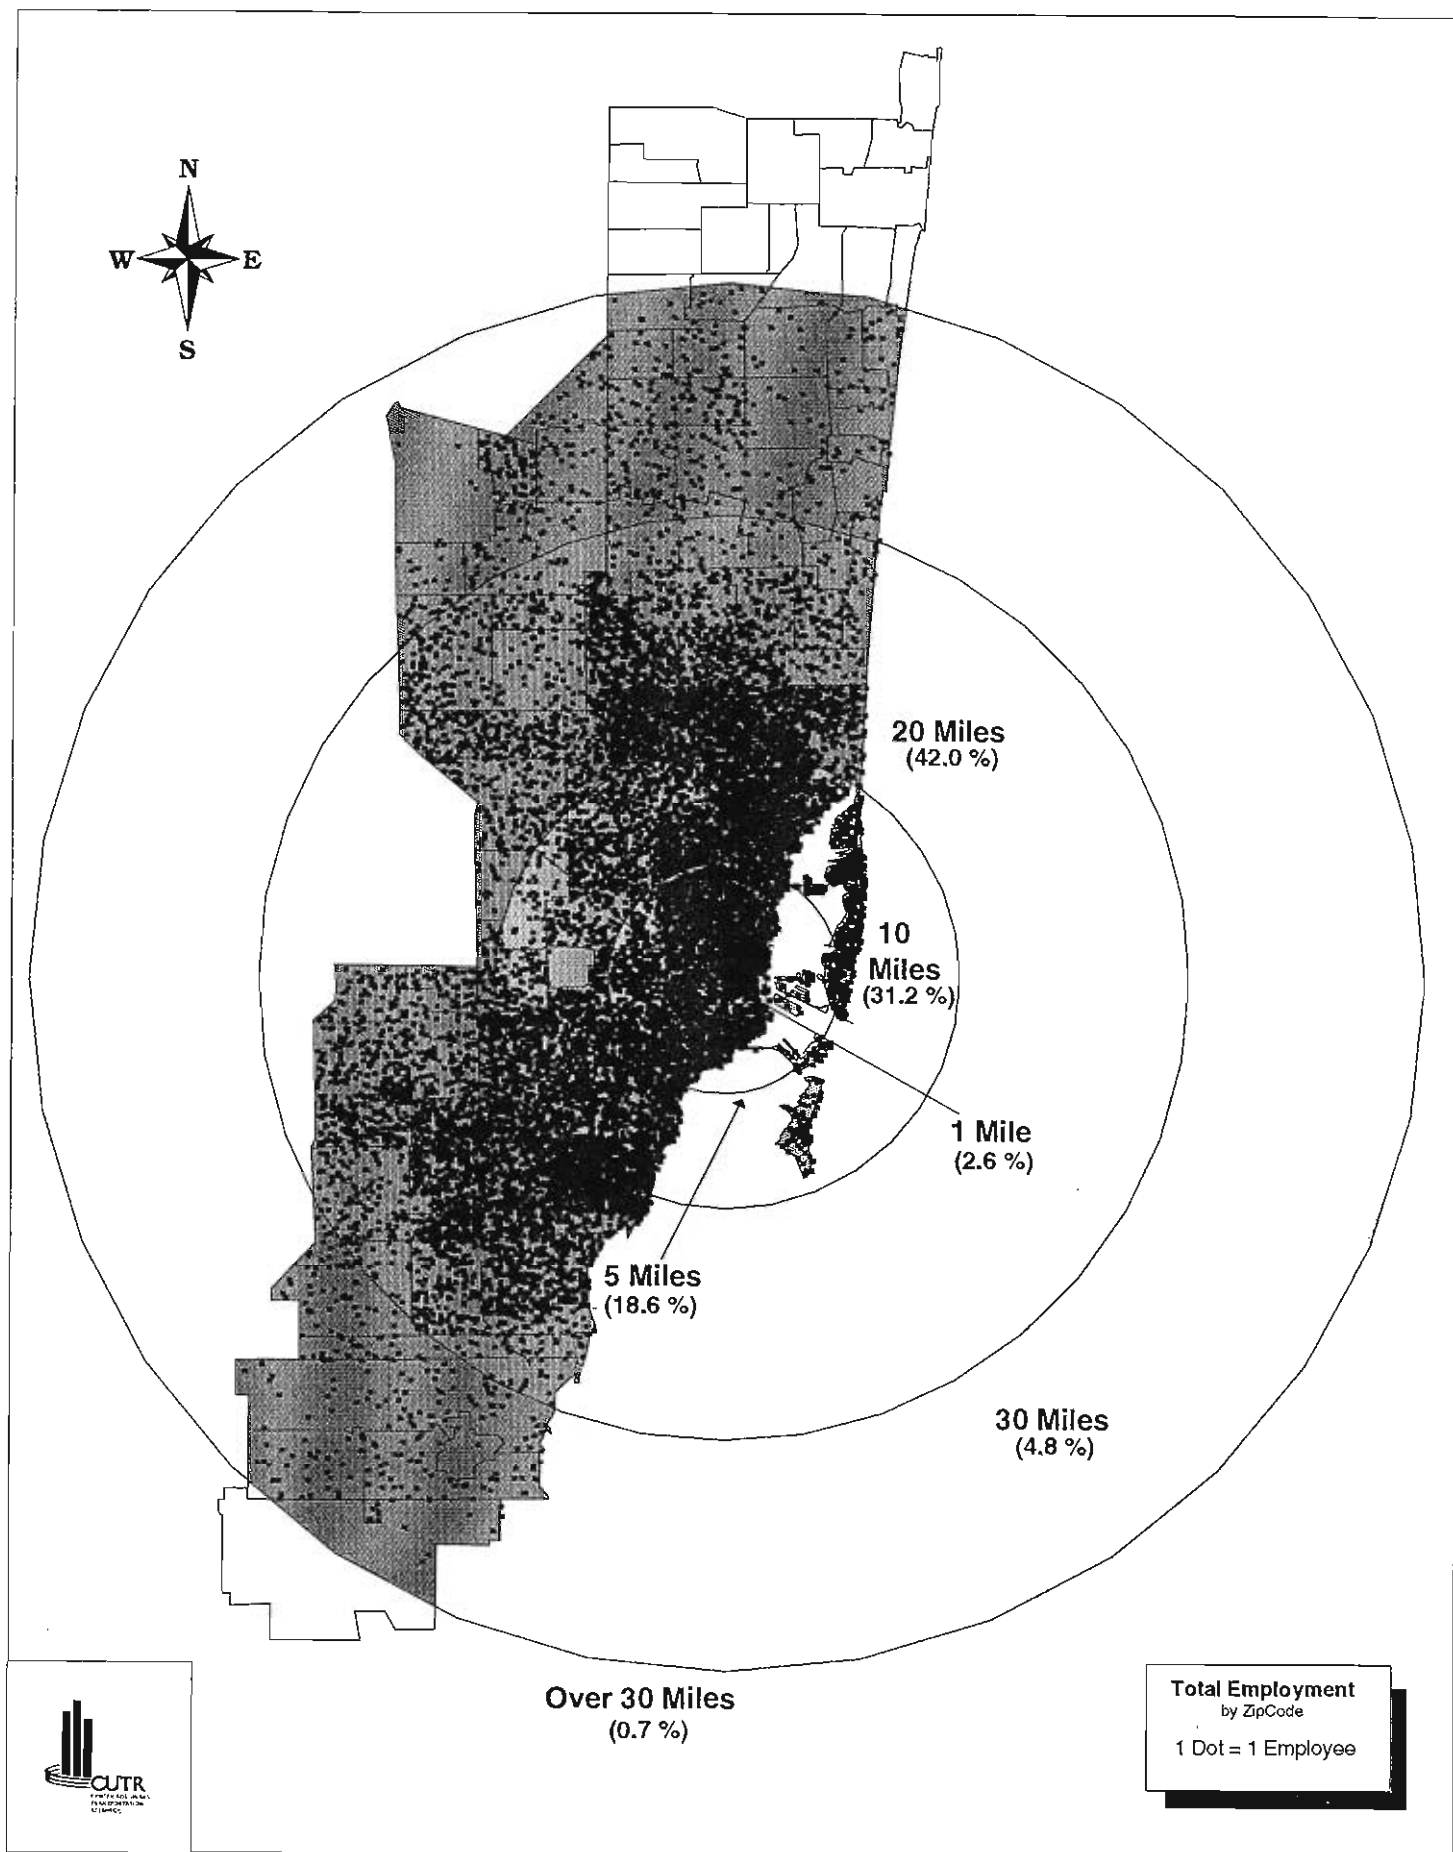 N
W E
S
20 Miles
(42.0 %)
10
Miles
(31.2 %)
1 Mile
(2.6 %)
5 Miles
(18.6 %)
30 Miles
(4.8 %)
Over 30 Miles
(0.7 %)
Total Employment
by ZipCode
1 Dot = 1 Employee
CUTR